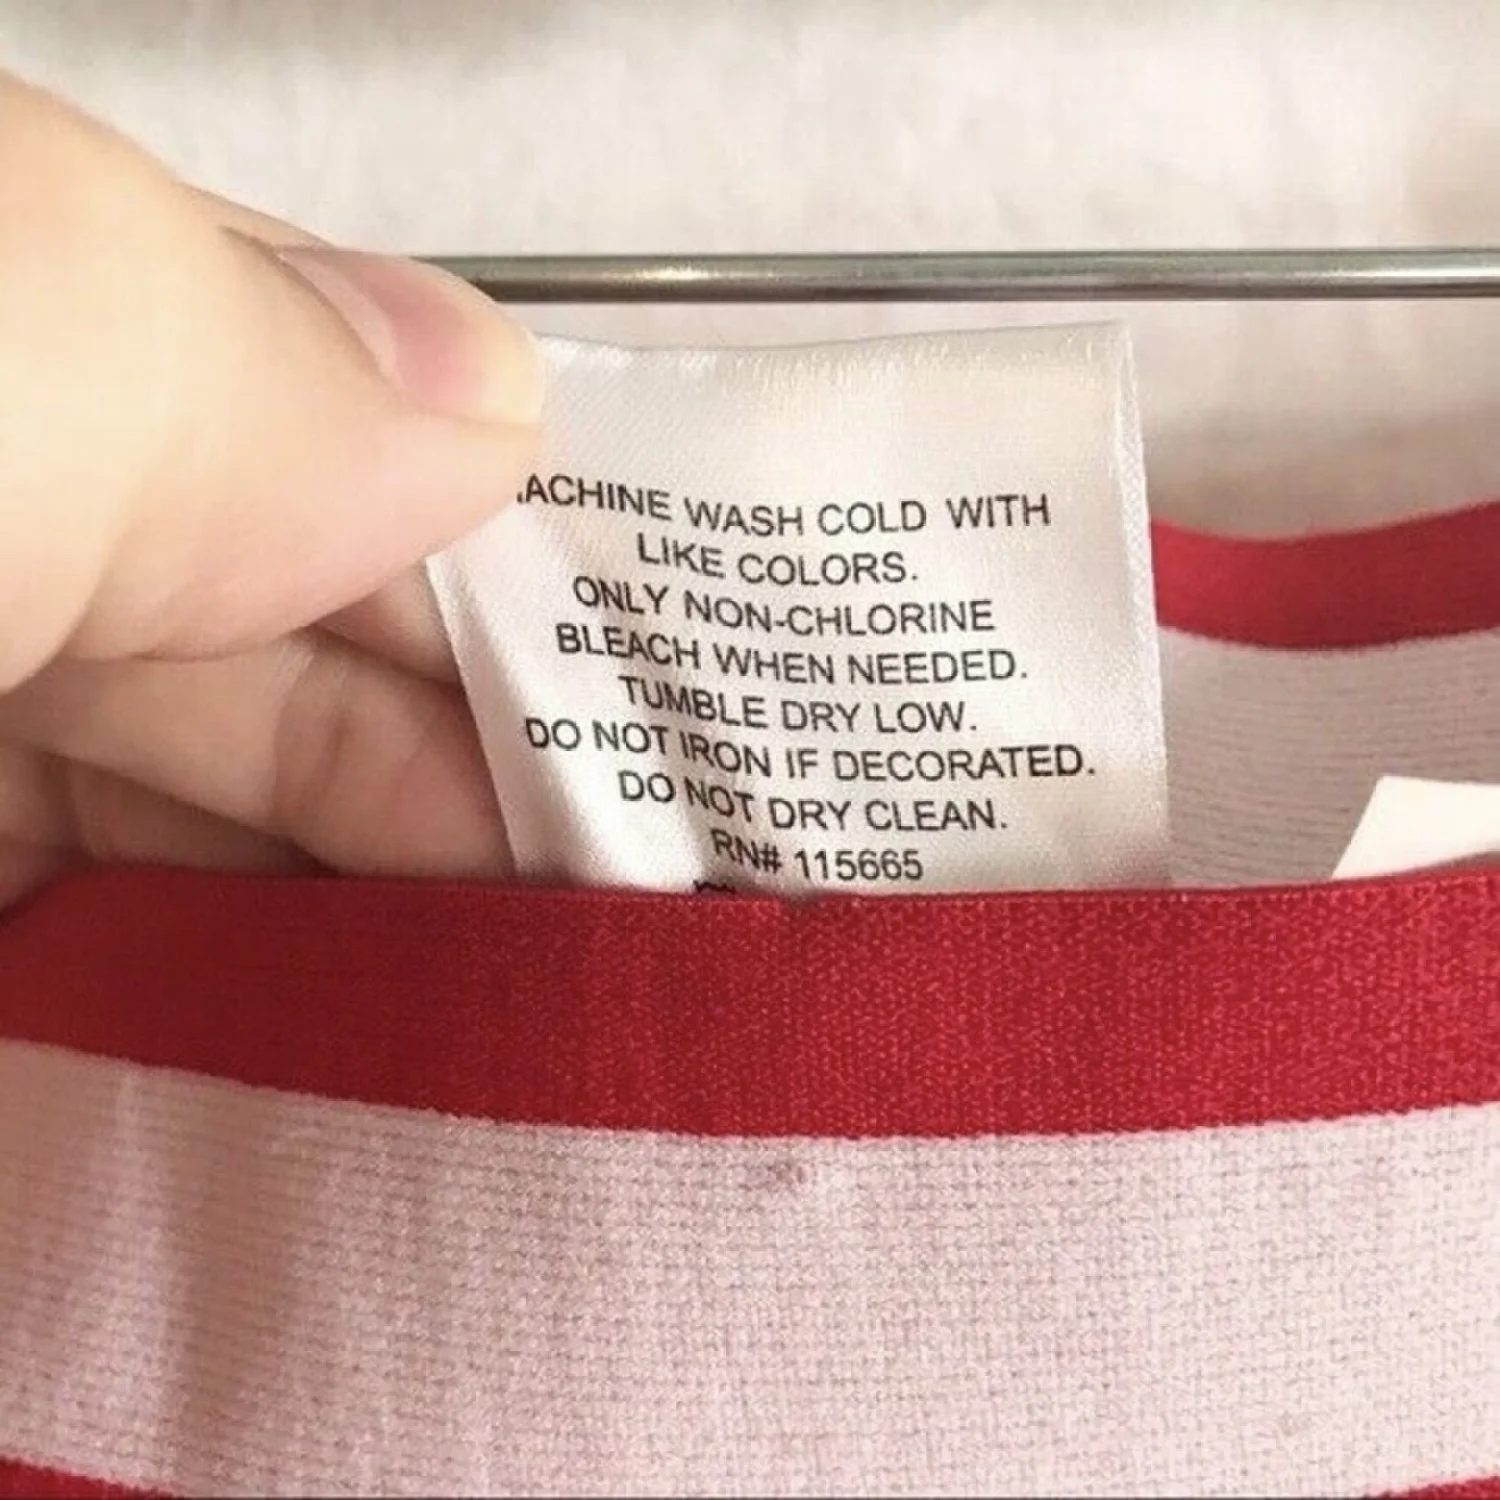 MACHINE WASH COLD WITH
LIKE COLORS.
ONLY NON-CHLORINE
BLEACH WHEN NEEDED.
TUMBLE DRY LOW.
DO NOT IRON IF DECORATED.
DO NOT DRY CLEAN.
RN# 115665